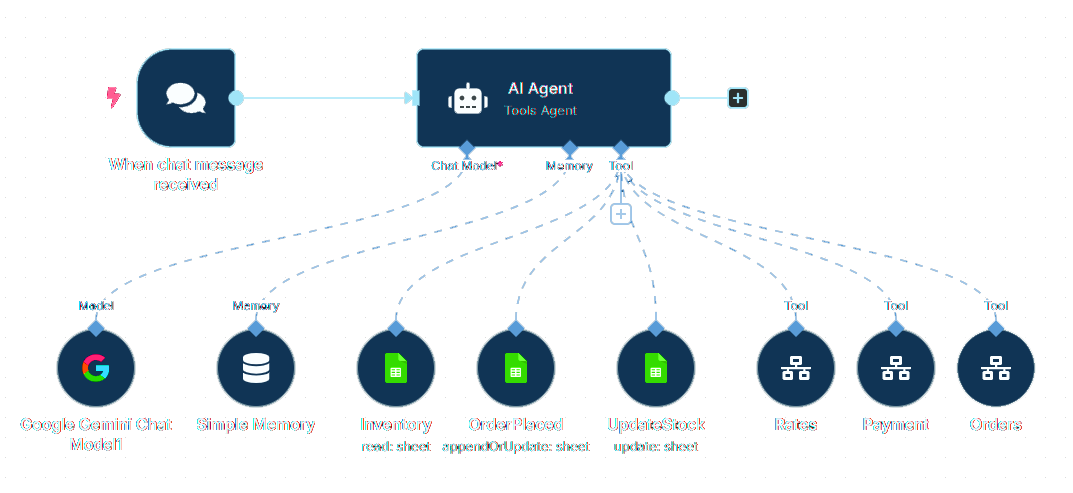 AI Agent
Tools Agent
Chat Model*
Memory
Tool
When chat message
received
Model
Memory
Tool
Tool
Tool
Google Gemini Chat
Model1
Simple Memory
Inventory
read: sheet
OrderPlaced
appendOrUpdate: sheet
UpdateStock
update: sheet
Rates
Payment
Orders